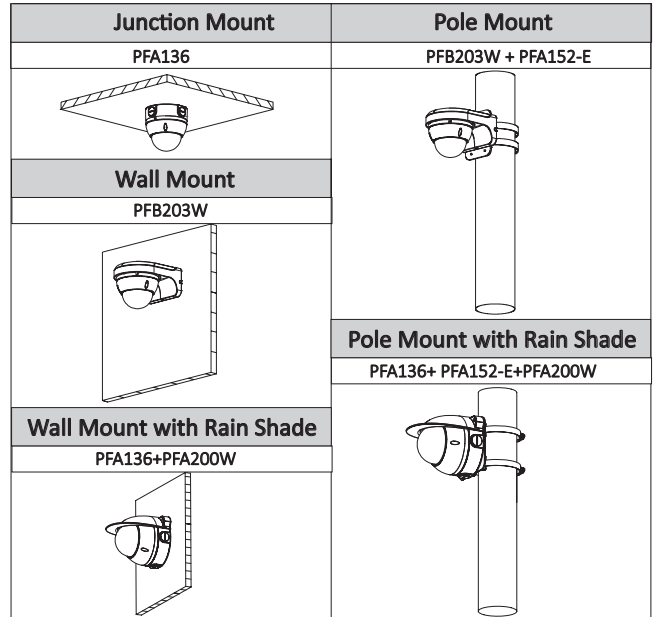 Junction Mount
PFA136
Wall Mount
PFB203W
Wall Mount with Rain Shade
PFA136+PFA200W
Pole Mount
PFB203W + PFA152-E
Pole Mount with Rain Shade
PFA136+ PFA152-E+PFA200W